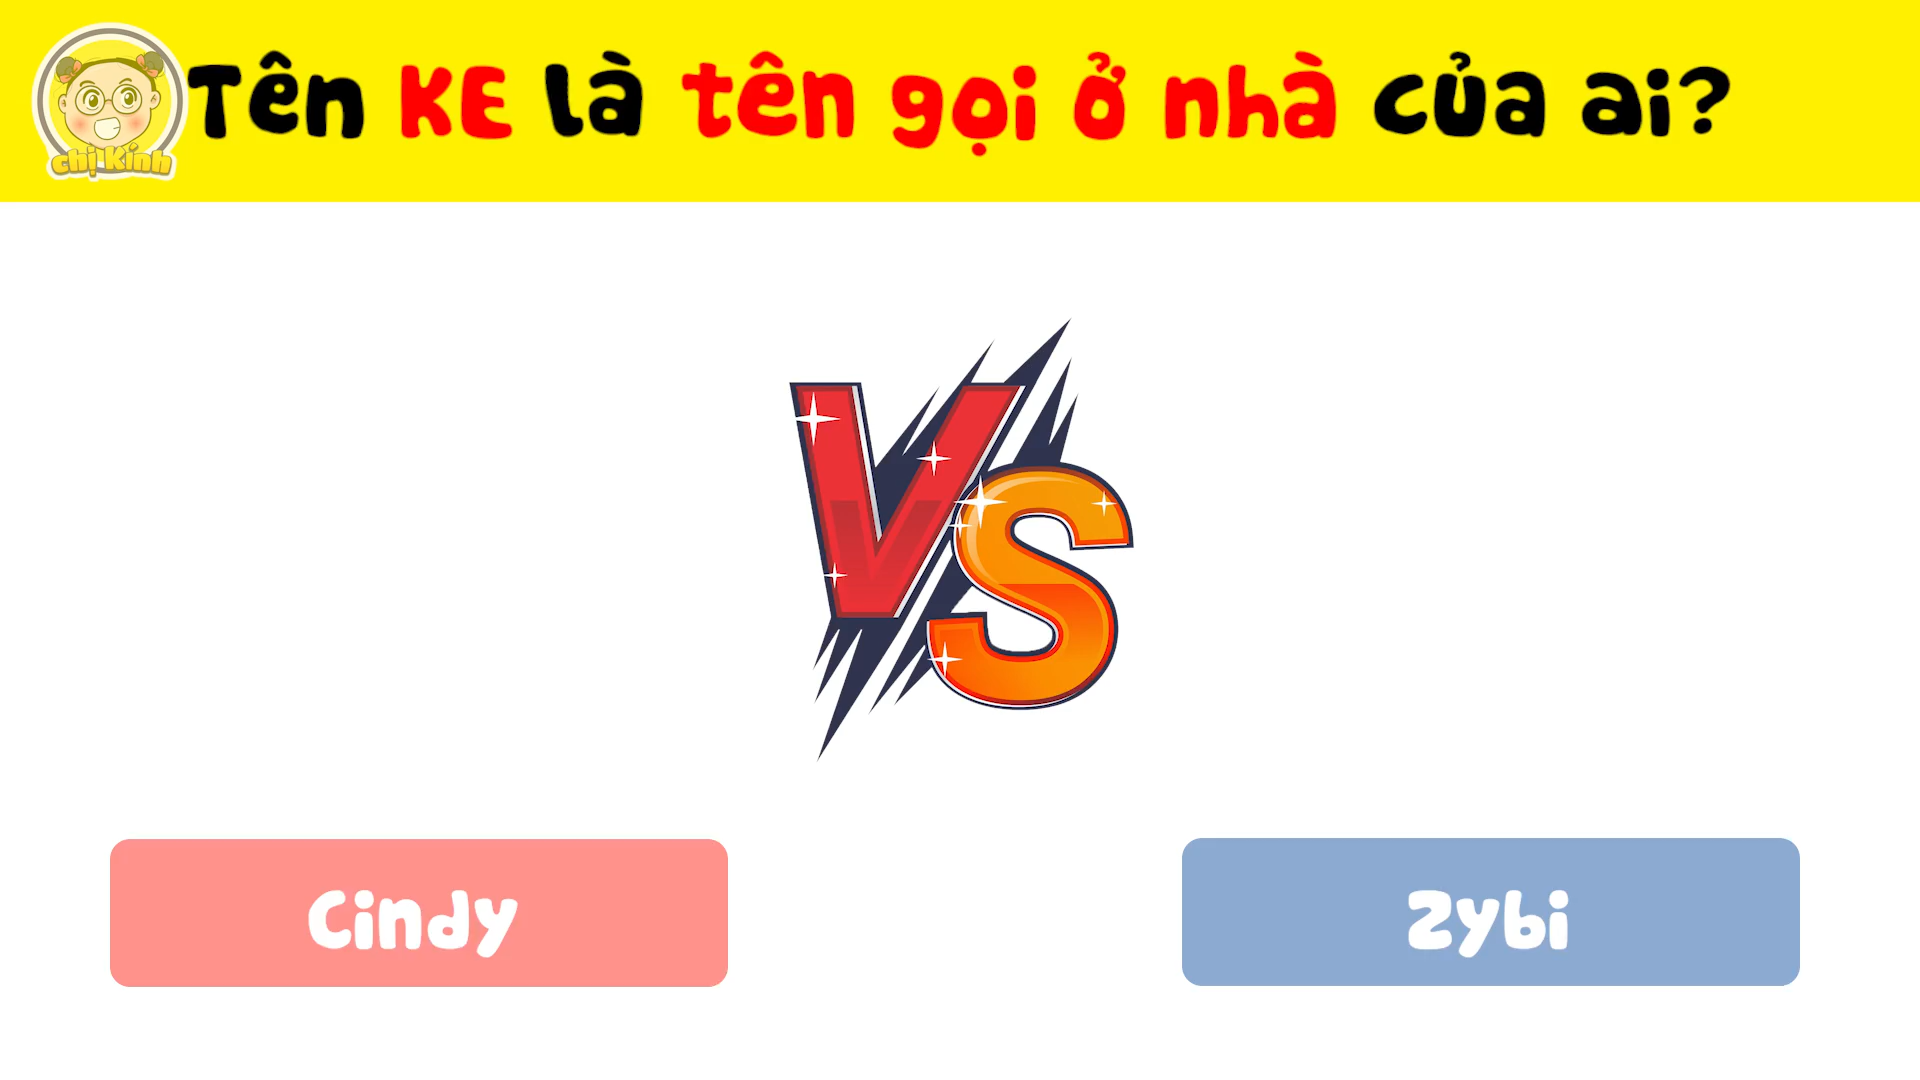 Tên KE là tên gọi ở nhà của ai?
chị Kính
VS
Cindy
Zybi